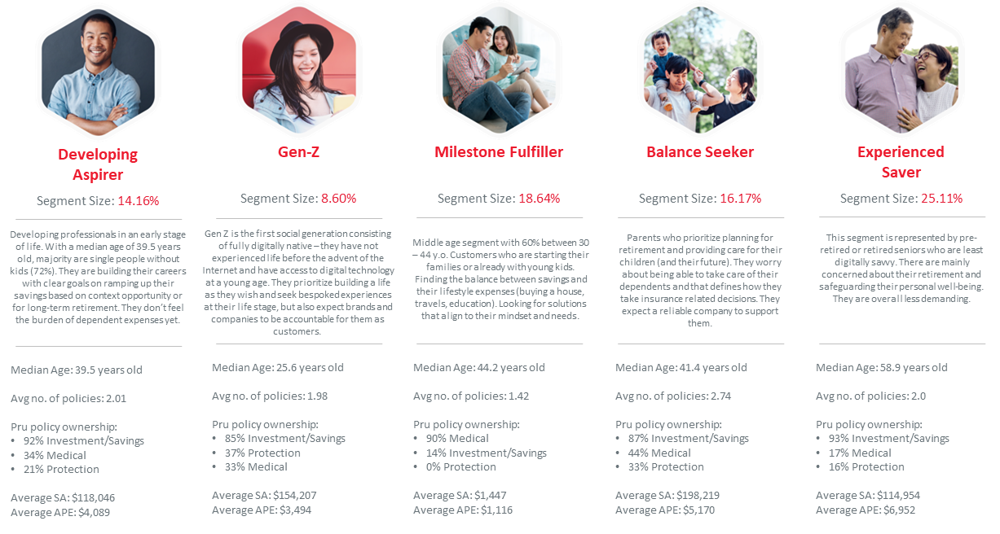 Developing
Aspirer
Segment Size: 14.16%
Developing professionals in an early stage
of life. With a median age of 39.5 years
old, majority are single people without
kids (72%). They are building their careers
with clear goals on ramping up their
savings based on context opportunity or
for long-term retirement. They don't feel
the burden of dependent expenses yet.
Median Age: 39.5 years old
Avg no. of policies: 2.01
Pru policy ownership:
• 92% Investment/Savings
• 34% Medical
• 21% Protection
Average SA: $118,046
Average APE: $4,089
Gen-Z
Segment Size: 8.60%
Gen Z is the first social generation consisting
of fully digitally native – they have not
experienced life before the advent of the
Internet and have access to digital technology
at a young age. They prioritize building a life
as they wish and seek bespoked experiences
at their life stage, but also expect brands and
companies to be accountable for them as
customers.
Median Age: 25.6 years old
Avg no. of policies: 1.98
Pru policy ownership:
• 85% Investment/Savings
• 37% Protection
• 33% Medical
Average SA: $154,207
Average APE: $3,494
Milestone Fulfiller
Segment Size: 18.64%
Middle age segment with 60% between 30
– 44 y.o. Customers who are starting their
families or already with young kids.
Finding the balance between savings and
their lifestyle expenses (buying a house,
travels, education). Looking for solutions
that align to their mindset and needs.
Median Age: 44.2 years old
Avg no. of policies: 1.42
Pru policy ownership:
• 90% Medical
• 14% Investment/Savings
• 0% Protection
Average SA: $1,447
Average APE: $1,116
Balance Seeker
Segment Size: 16.17%
Parents who prioritize planning for
retirement and providing care for their
children (and their future). They worry
about being able to take care of their
dependents and that defines how they
take insurance related decisions. They
expect a reliable company to support
them.
Median Age: 41.4 years old
Avg no. of policies: 2.74
Pru policy ownership:
• 87% Investment/Savings
• 44% Medical
• 33% Protection
Average SA: $198,219
Average APE: $5,170
Experienced
Saver
Segment Size: 25.11%
This segment is represented by pre-
retired or retired seniors who are least
digitally savvy. There are mainly
concerned about their retirement and
safeguarding their personal well-being.
They are overall less demanding.
Median Age: 58.9 years old
Avg no. of policies: 2.0
Pru policy ownership:
• 93% Investment/Savings
• 17% Medical
• 16% Protection
Average SA: $114,954
Average APE: $6,952